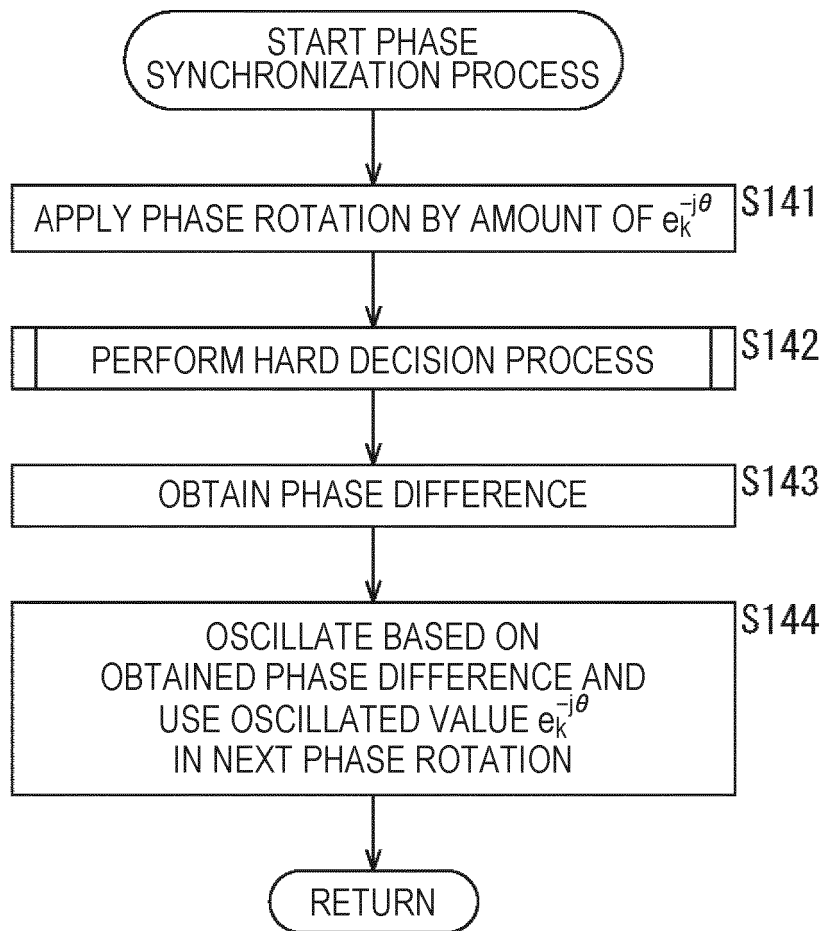 START PHASE
SYNCHRONIZATION PROCESS
APPLY PHASE ROTATION BY AMOUNT OF e_k^{-jθ} S141
PERFORM HARD DECISION PROCESS S142
OBTAIN PHASE DIFFERENCE S143
OSCILLATE BASED ON S144
OBTAINED PHASE DIFFERENCE AND
USE OSCILLATED VALUE e_k^{-jθ}
IN NEXT PHASE ROTATION
RETURN